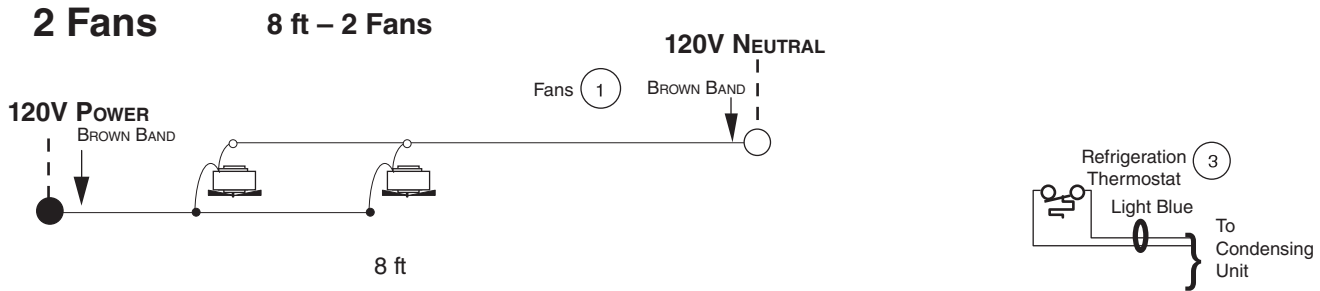 2 Fans
8 ft – 2 Fans
120V NEUTRAL
Fans 1
BROWN BAND
120V POWER
BROWN BAND
8 ft
Refrigeration 3
Thermostat
Light Blue
To
Condensing
Unit